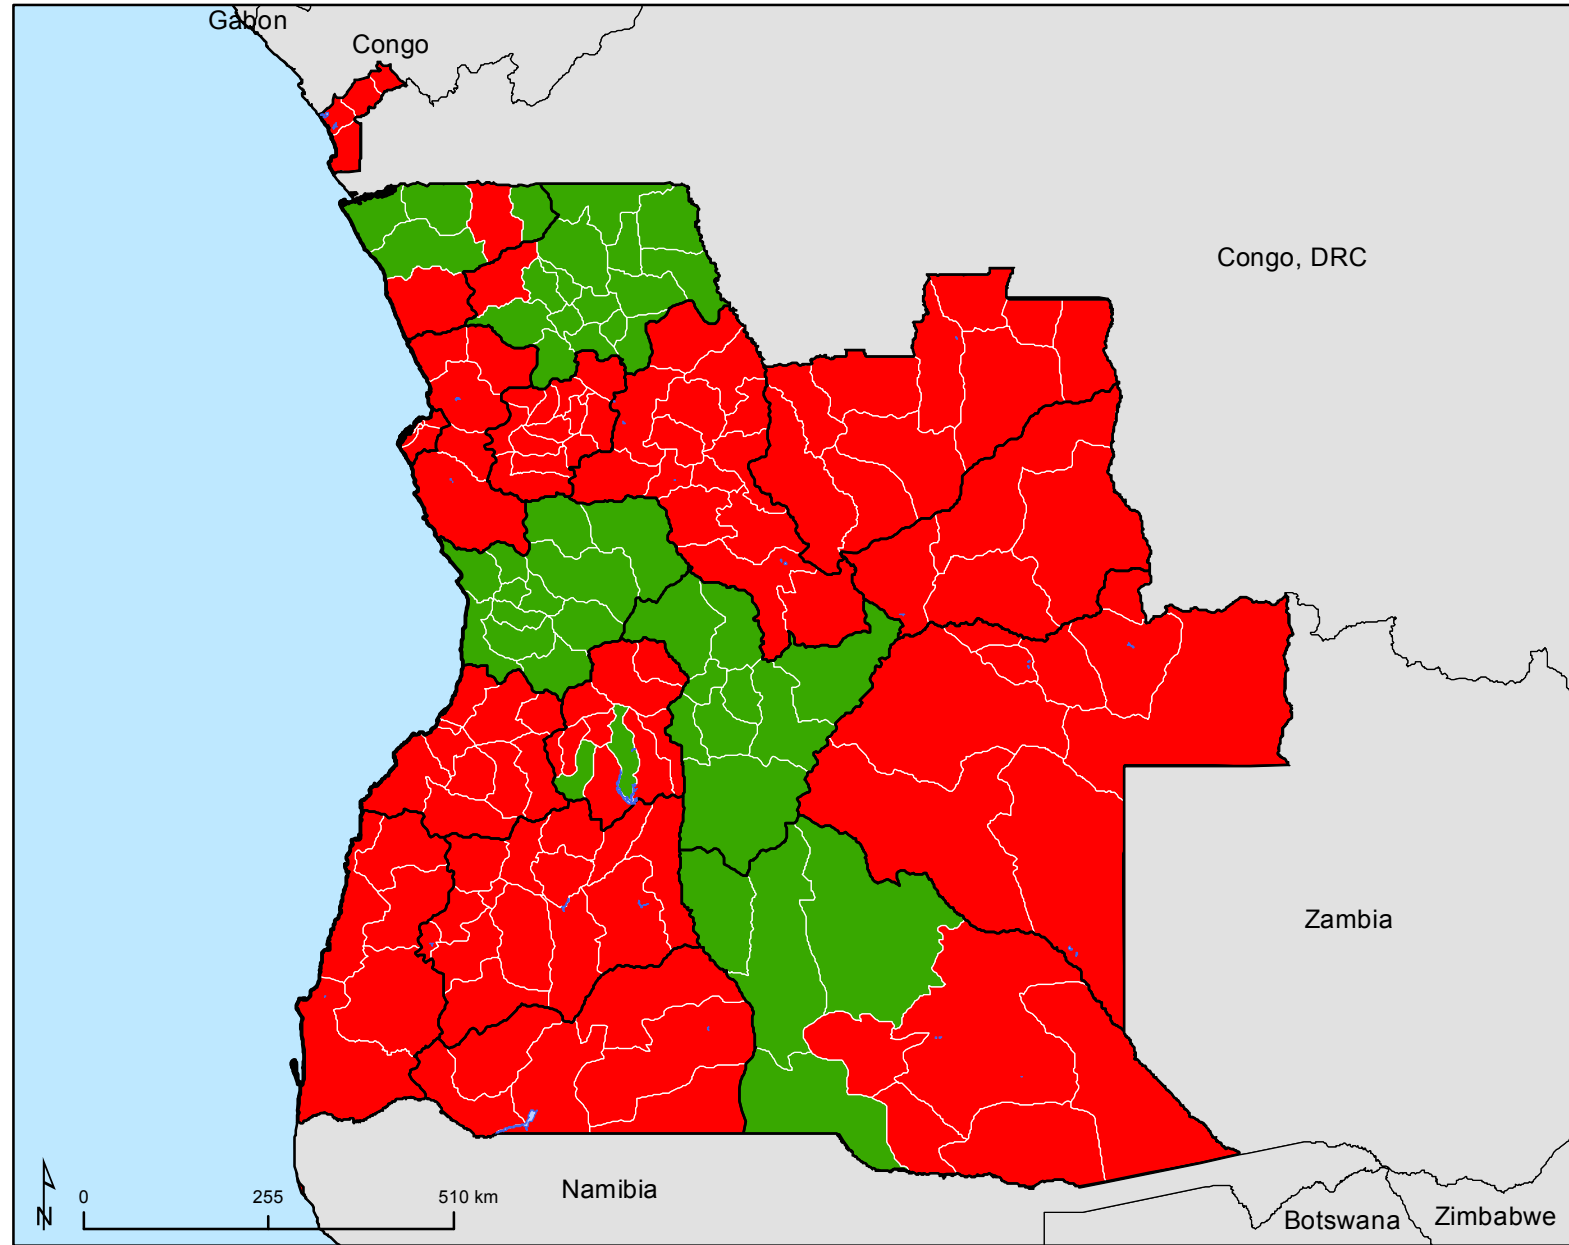 Gabon
Congo
Congo, DRC
Zambia
N
0 255 510 km
Namibia
Botswana Zimbabwe